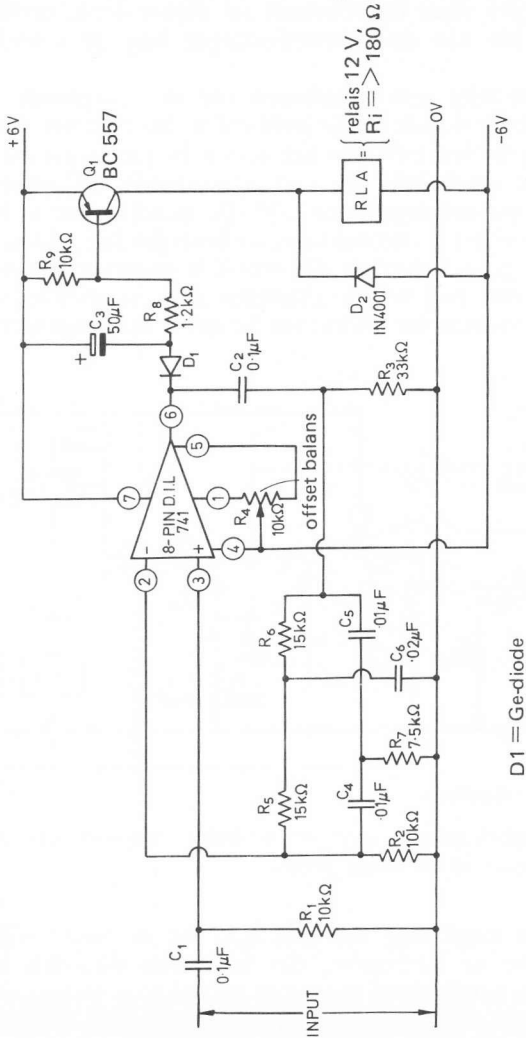 INPUT
C1
0·1µF
R1
10kΩ
R2
10kΩ
C4
·01µF
R7
7·5kΩ
R5
15kΩ
R6
15kΩ
C5
·01µF
C6
·02µF
2
3
4
7
1
5
6
-
+
8-PIN D.I.L
741
R4
10kΩ
offset balans
C2
0·1µF
R3
33kΩ
D1
C3
50µF
+
R8
1·2kΩ
R9
10kΩ
Q1
BC 557
D2
IN4001
RLA
= relais 12 V,
Ri => 180 Ω
+6V
0V
-6V
D1 = Ge-diode